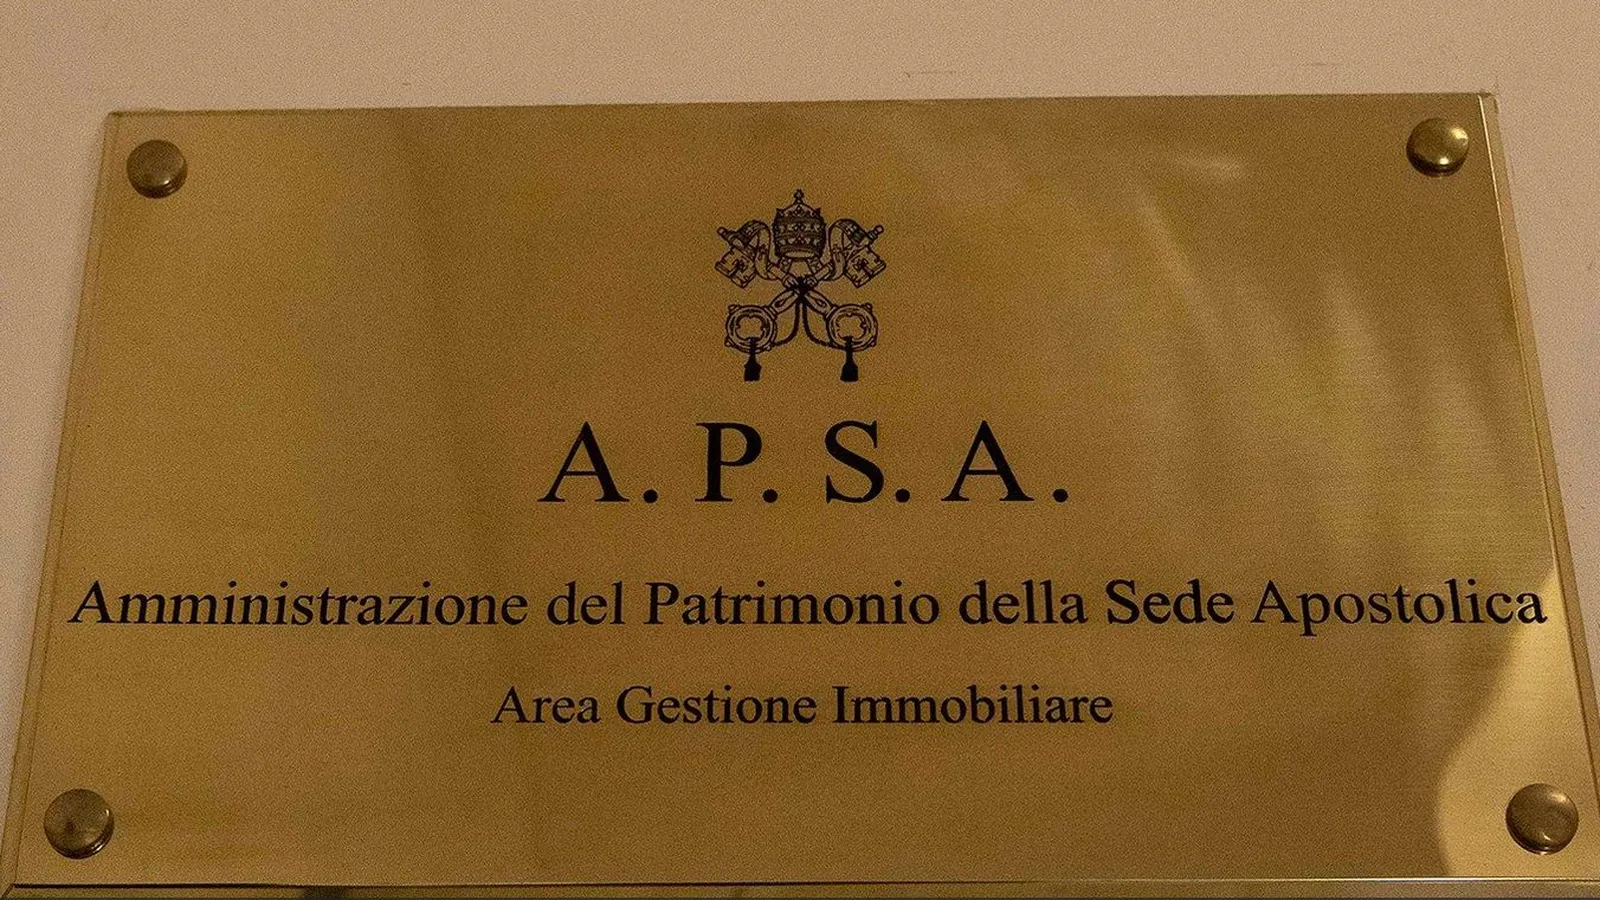 A. P. S. A.
Amministrazione del Patrimonio della Sede Apostolica
Area Gestione Immobiliare